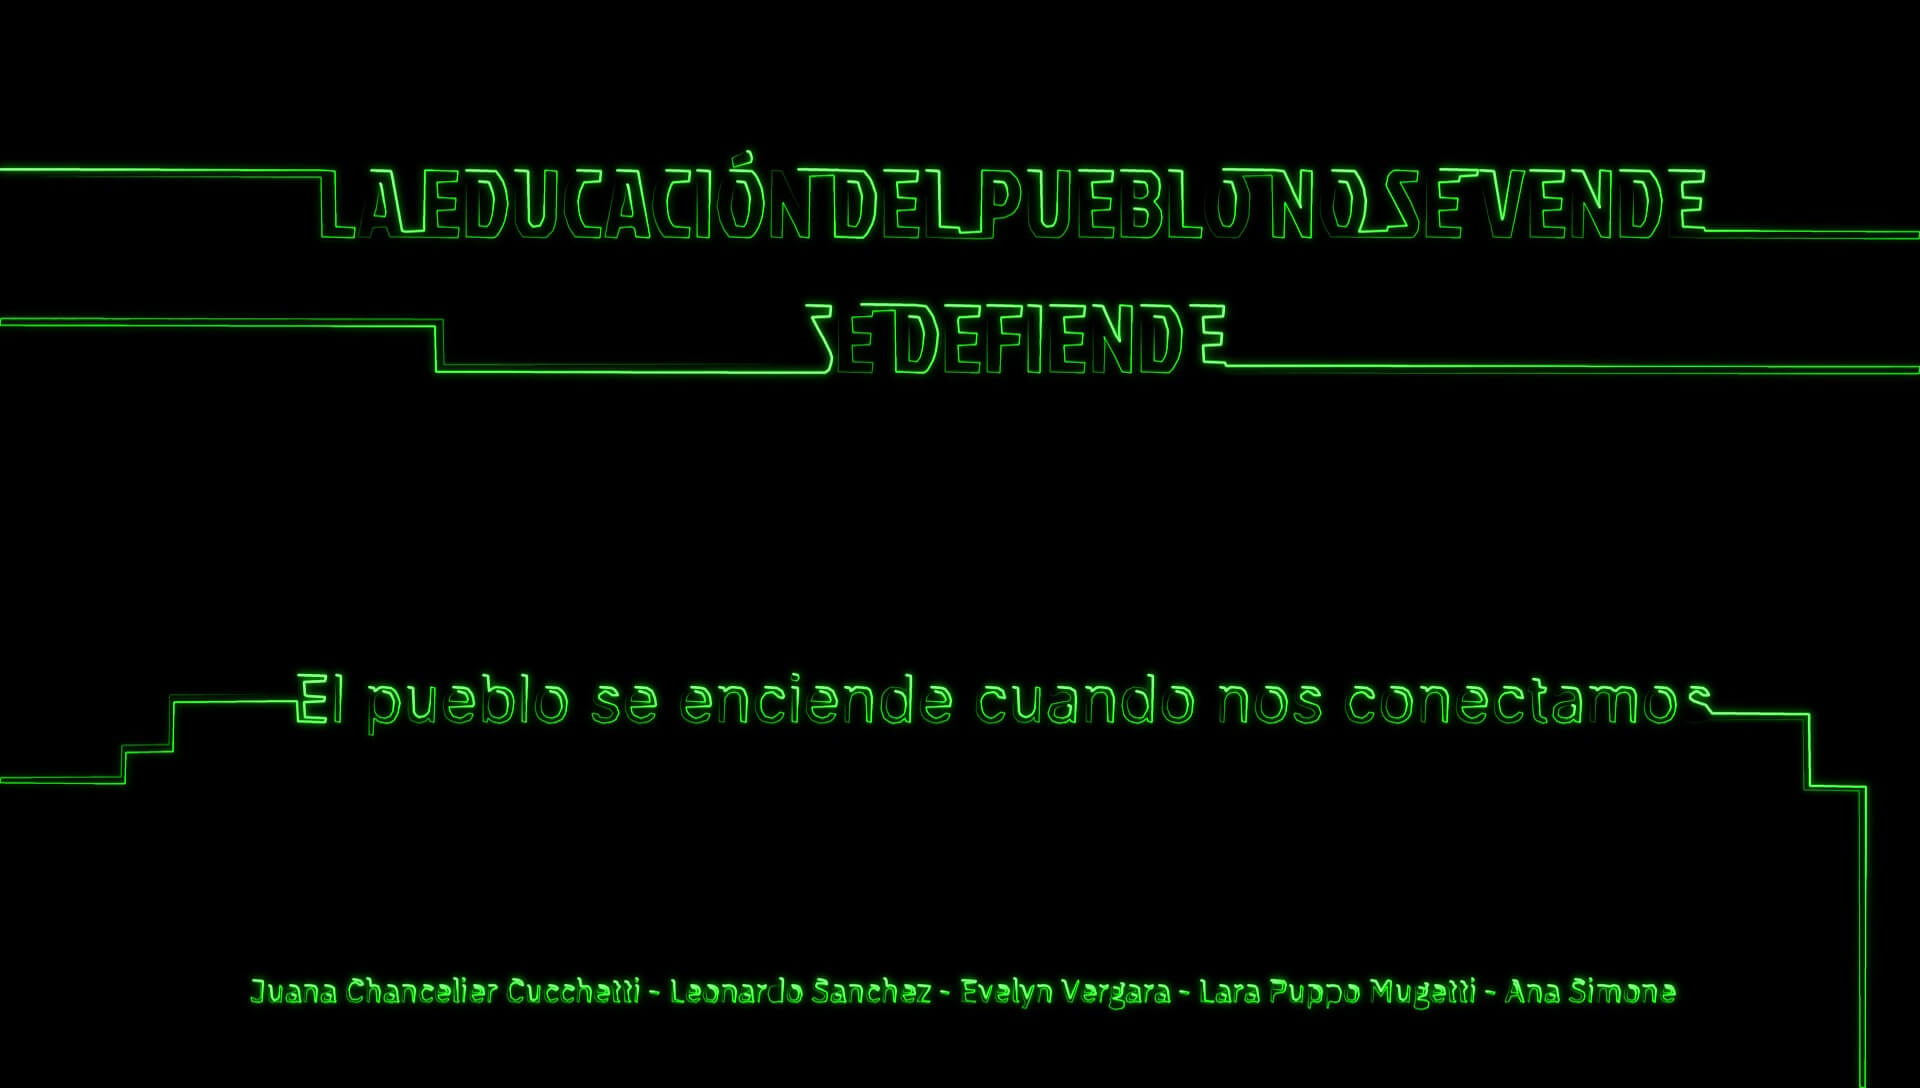 LA EDUCACIÓN DEL PUEBLO NO SE VENDE
SE DEFIENDE
El pueblo se enciende cuando nos conectamos
Juana Chancelier Cucchetti - Leonardo Sanchez - Evelyn Vergara - Lara Puppo Mugetti - Ana Simone